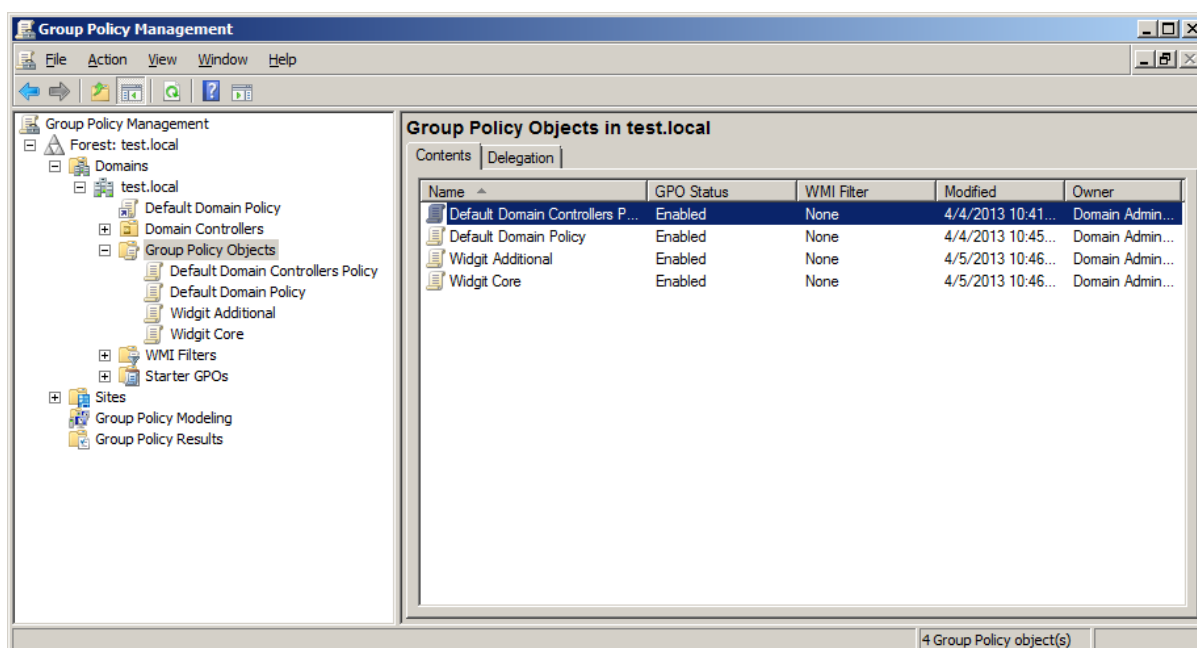 Group Policy Management
File Action View Window Help
Group Policy Management
Forest: test.local
Domains
test.local
Default Domain Policy
Domain Controllers
Group Policy Objects
Default Domain Controllers Policy
Default Domain Policy
Widgit Additional
Widgit Core
WMI Filters
Starter GPOs
Sites
Group Policy Modeling
Group Policy Results
Group Policy Objects in test.local
Contents Delegation
Name GPO Status WMI Filter Modified Owner
Default Domain Controllers P... Enabled None 4/4/2013 10:41... Domain Admin...
Default Domain Policy Enabled None 4/4/2013 10:45... Domain Admin...
Widgit Additional Enabled None 4/5/2013 10:46... Domain Admin...
Widgit Core Enabled None 4/5/2013 10:46... Domain Admin...
4 Group Policy object(s)